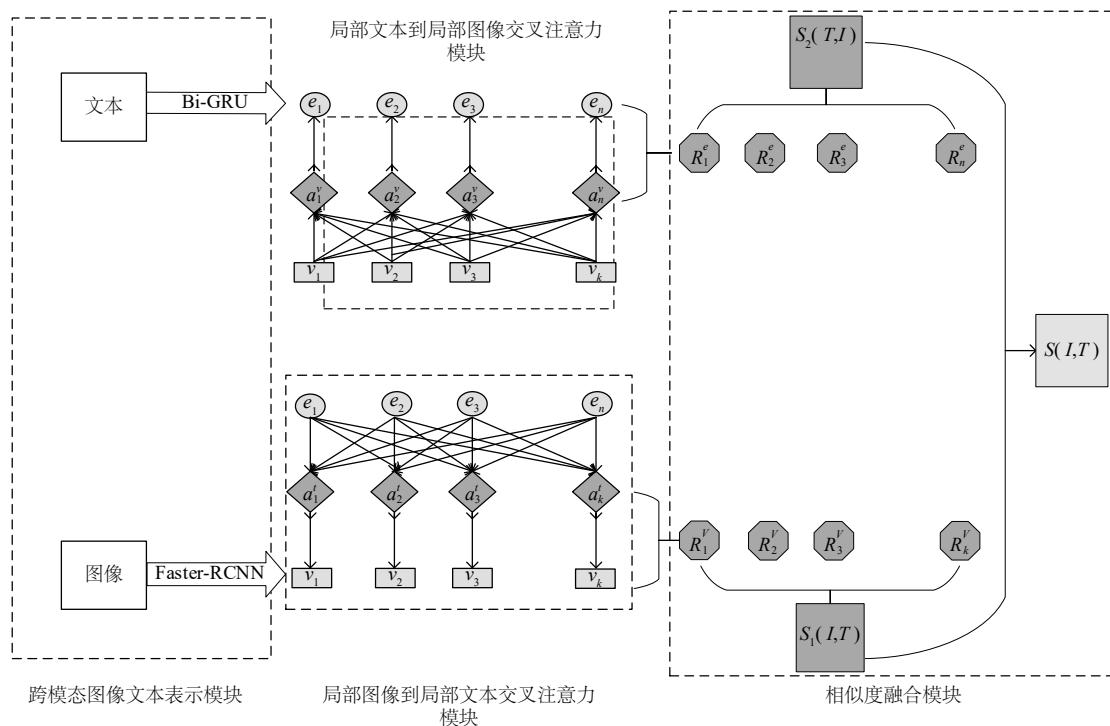 局部文本到局部图像交叉注意力
模块
S₂(T,I)
文本
Bi-GRU
e₁ e₂ e₃ eₙ
R₁ᵉ R₂ᵉ R₃ᵉ Rₙᵉ
a₁ᵛ a₂ᵛ a₃ᵛ aₙᵛ
v₁ v₂ v₃ vₖ
S(I,T)
e₁ e₂ e₃ eₙ
a₁ᵗ a₂ᵗ a₃ᵗ aₖᵗ
R₁ⱽ R₂ⱽ R₃ⱽ Rₖⱽ
图像
Faster-RCNN
v₁ v₂ v₃ vₖ
S₁(I,T)
跨模态图像文本表示模块
局部图像到局部文本交叉注意力
模块
相似度融合模块